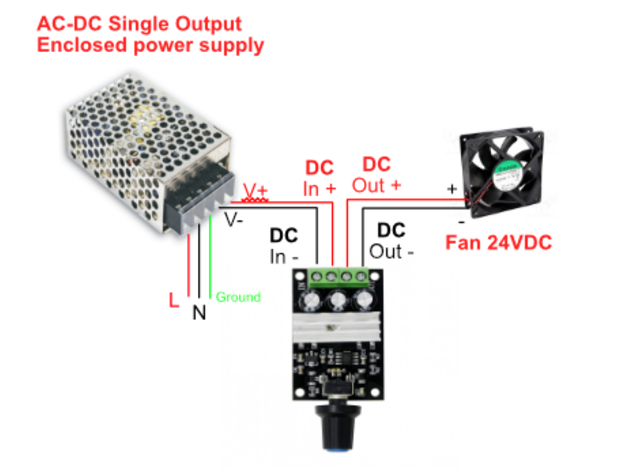 AC-DC Single Output
Enclosed power supply
V+
V-
DC
In +
DC
Out +
DC
In -
DC
Out -
+
-
Fan 24VDC
L
N
Ground